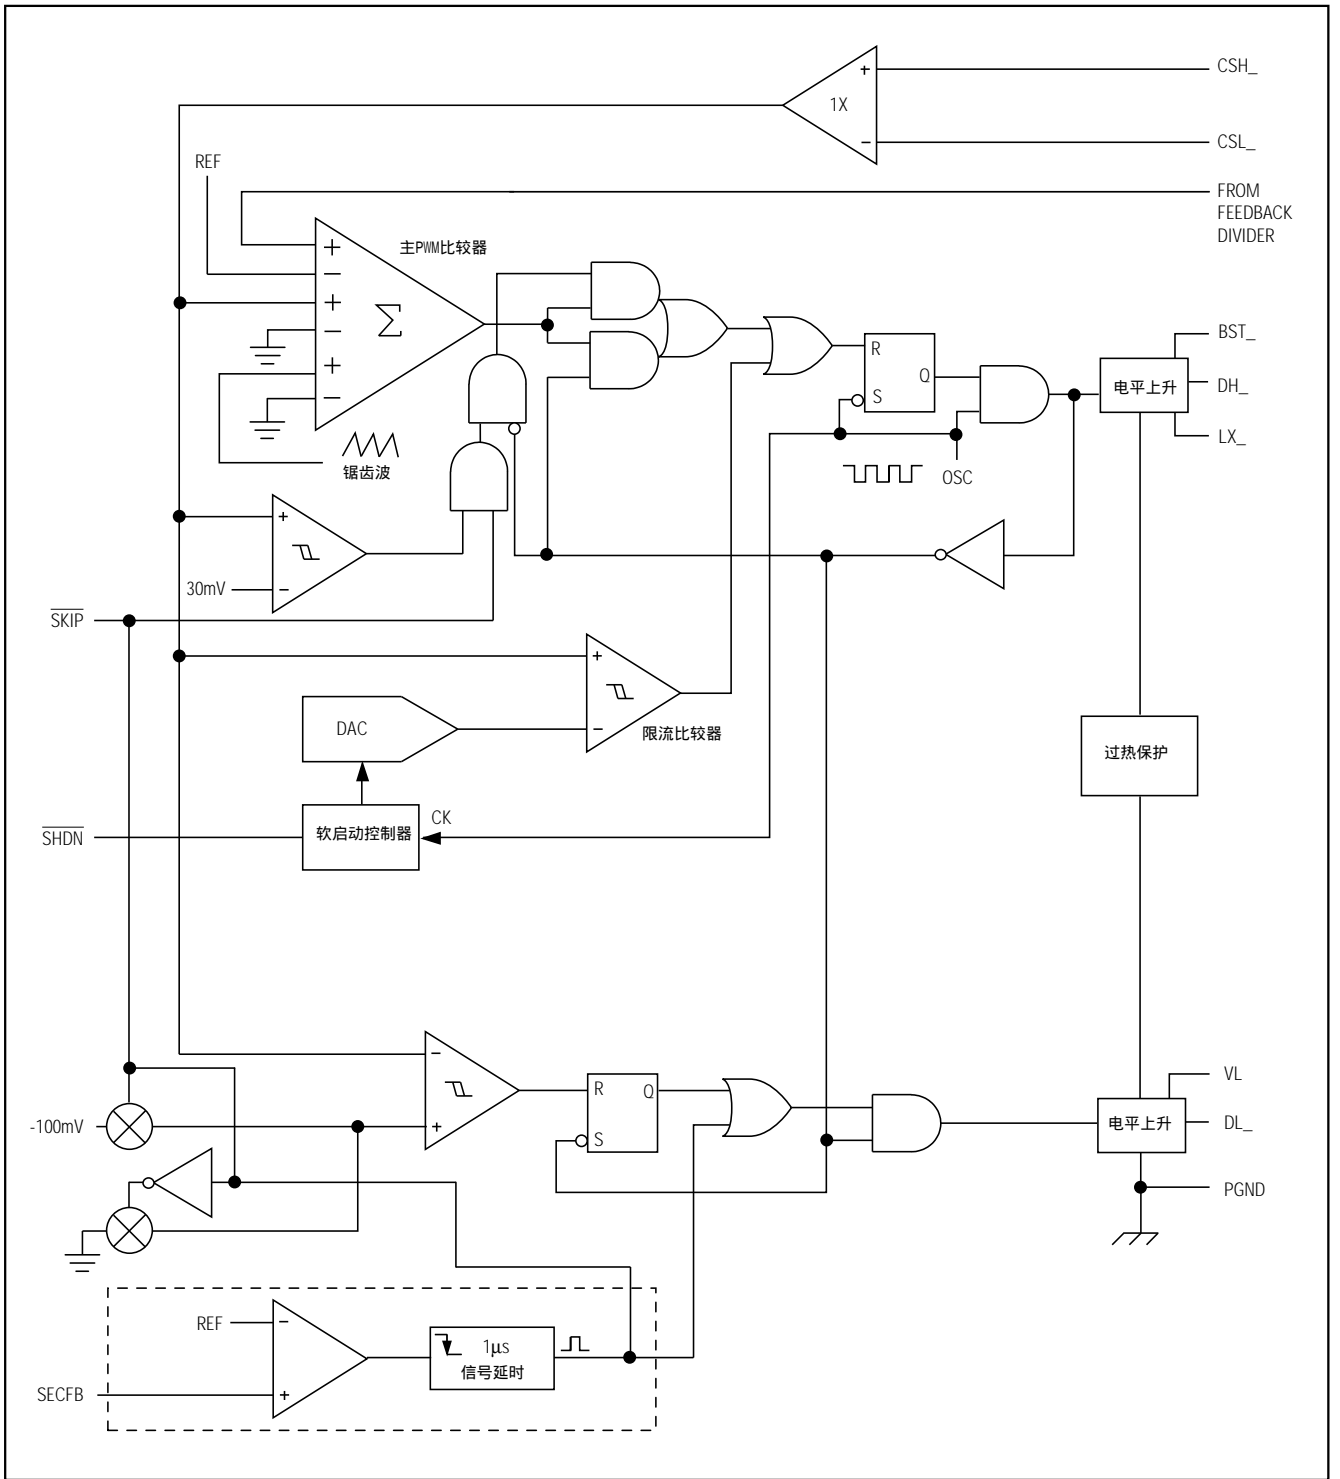 CSH_
1X
CSL_
REF
FROM
FEEDBACK
DIVIDER
主PWM比较器
Σ
BST_
R
Q
S
电平上升
DH_
LX_
锯齿波
OSC
30mV
SKIP
DAC
限流比较器
过热保护
CK
SHDN
软启动控制器
VL
R
Q
S
-100mV
电平上升
DL_
PGND
REF
1μs
信号延时
SECFB